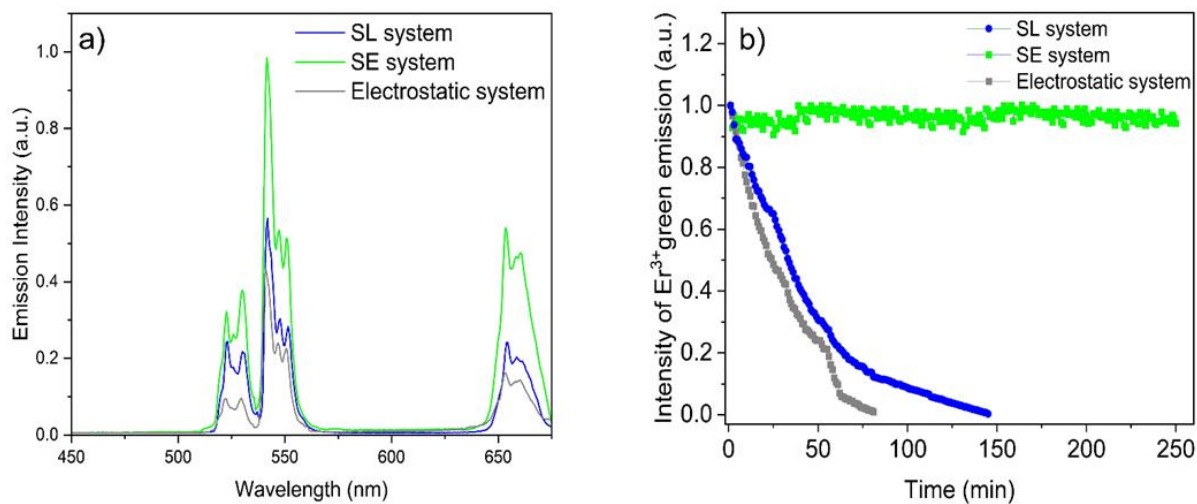 a)
SL system
SE system
Electrostatic system
Emission Intensity (a.u.)
1.0
0.8
0.6
0.4
0.2
0.0
450
500
550
600
650
Wavelength (nm)
b)
SL system
SE system
Electrostatic system
Intensity of Er³⁺green emission (a.u.)
1.2
1.0
0.8
0.6
0.4
0.2
0.0
0
50
100
150
200
250
Time (min)